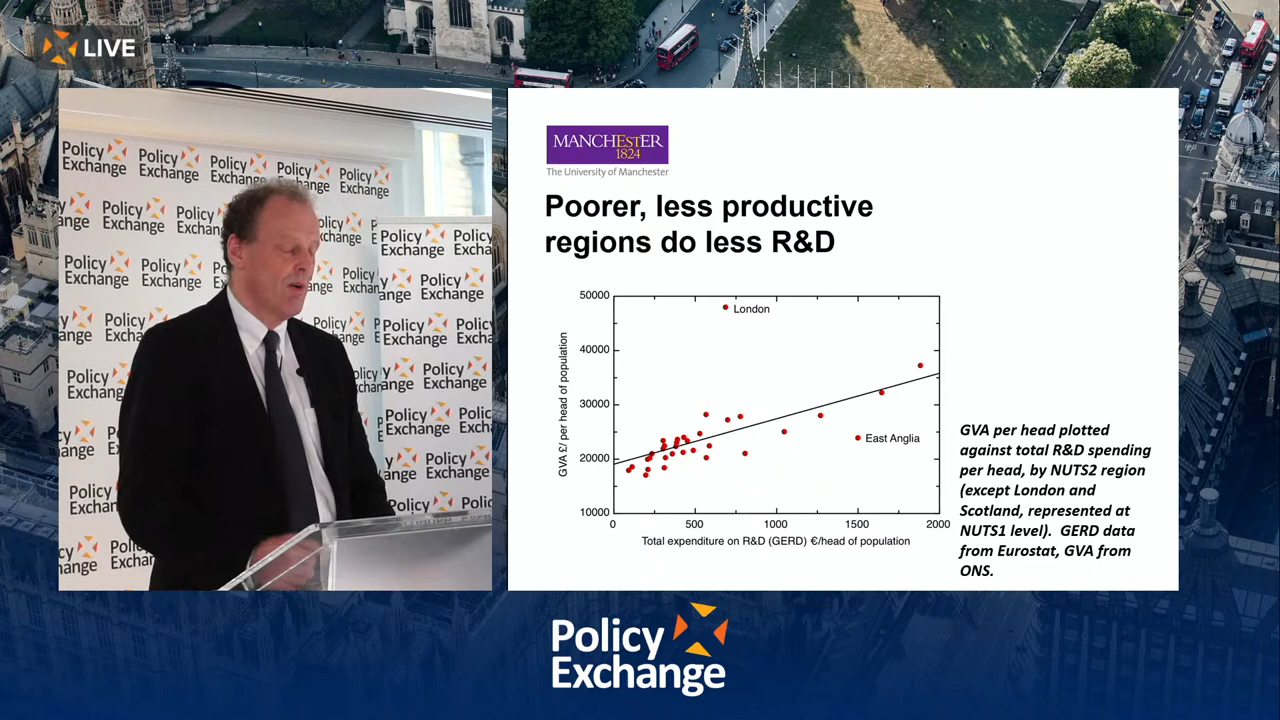 LIVE
Policy Exchange
MANCHESTER
1824
The University of Manchester
Poorer, less productive
regions do less R&D
50000
40000
30000
20000
10000
GVA £/ per head of population
London
East Anglia
0
500
1000
1500
2000
Total expenditure on R&D (GERD) €/head of population
GVA per head plotted
against total R&D spending
per head, by NUTS2 region
(except London and
Scotland, represented at
NUTS1 level). GERD data
from Eurostat, GVA from
ONS.
Policy
Exchange